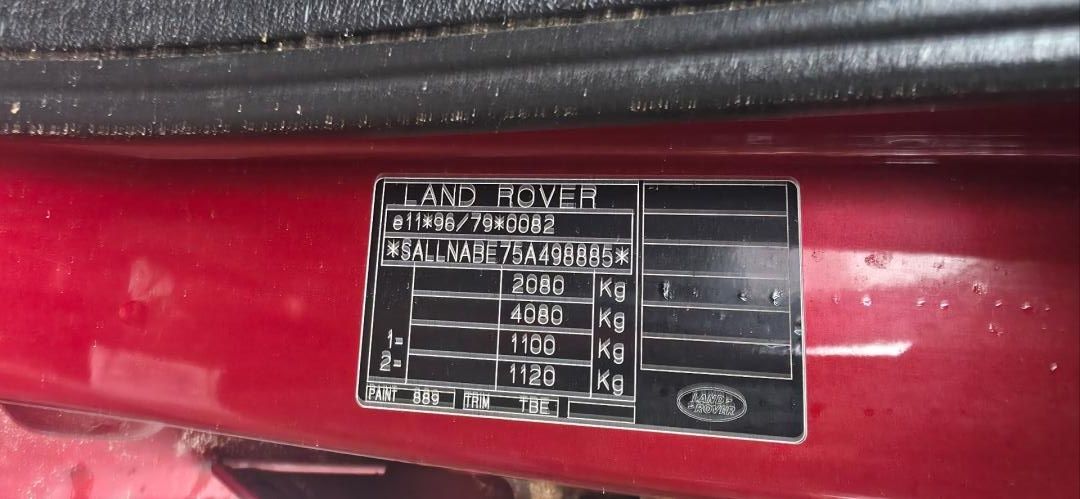 LAND ROVER
e11*96/79*0082
*SALLNABE75A498885*
2080 Kg
4080 Kg
1= 1100 Kg
2= 1120 Kg
PAINT 889 TRIM TBE
LAND ROVER